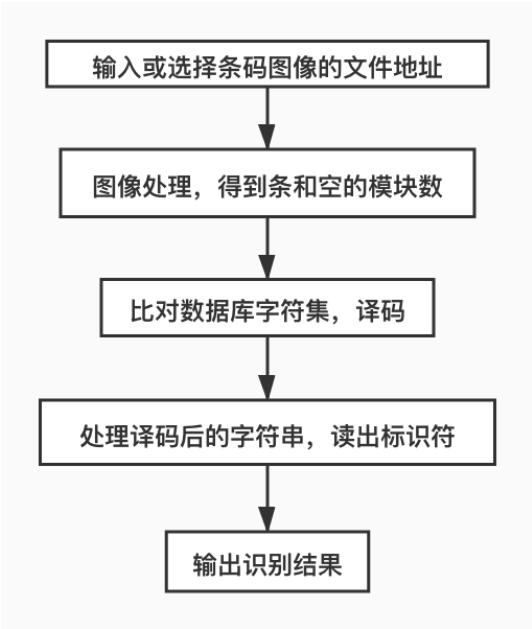 输入或选择条码图像的文件地址
图像处理，得到条和空的模块数
比对数据库字符集，译码
处理译码后的字符串，读出标识符
输出识别结果